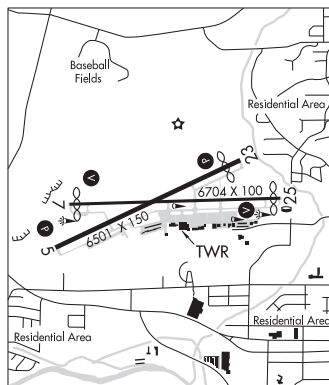 Baseball
Fields
Residential Area
P
23
V
6704 X 100
7
25
V
P
6501 X 150
5
TWR
Residential Area
Residential Area